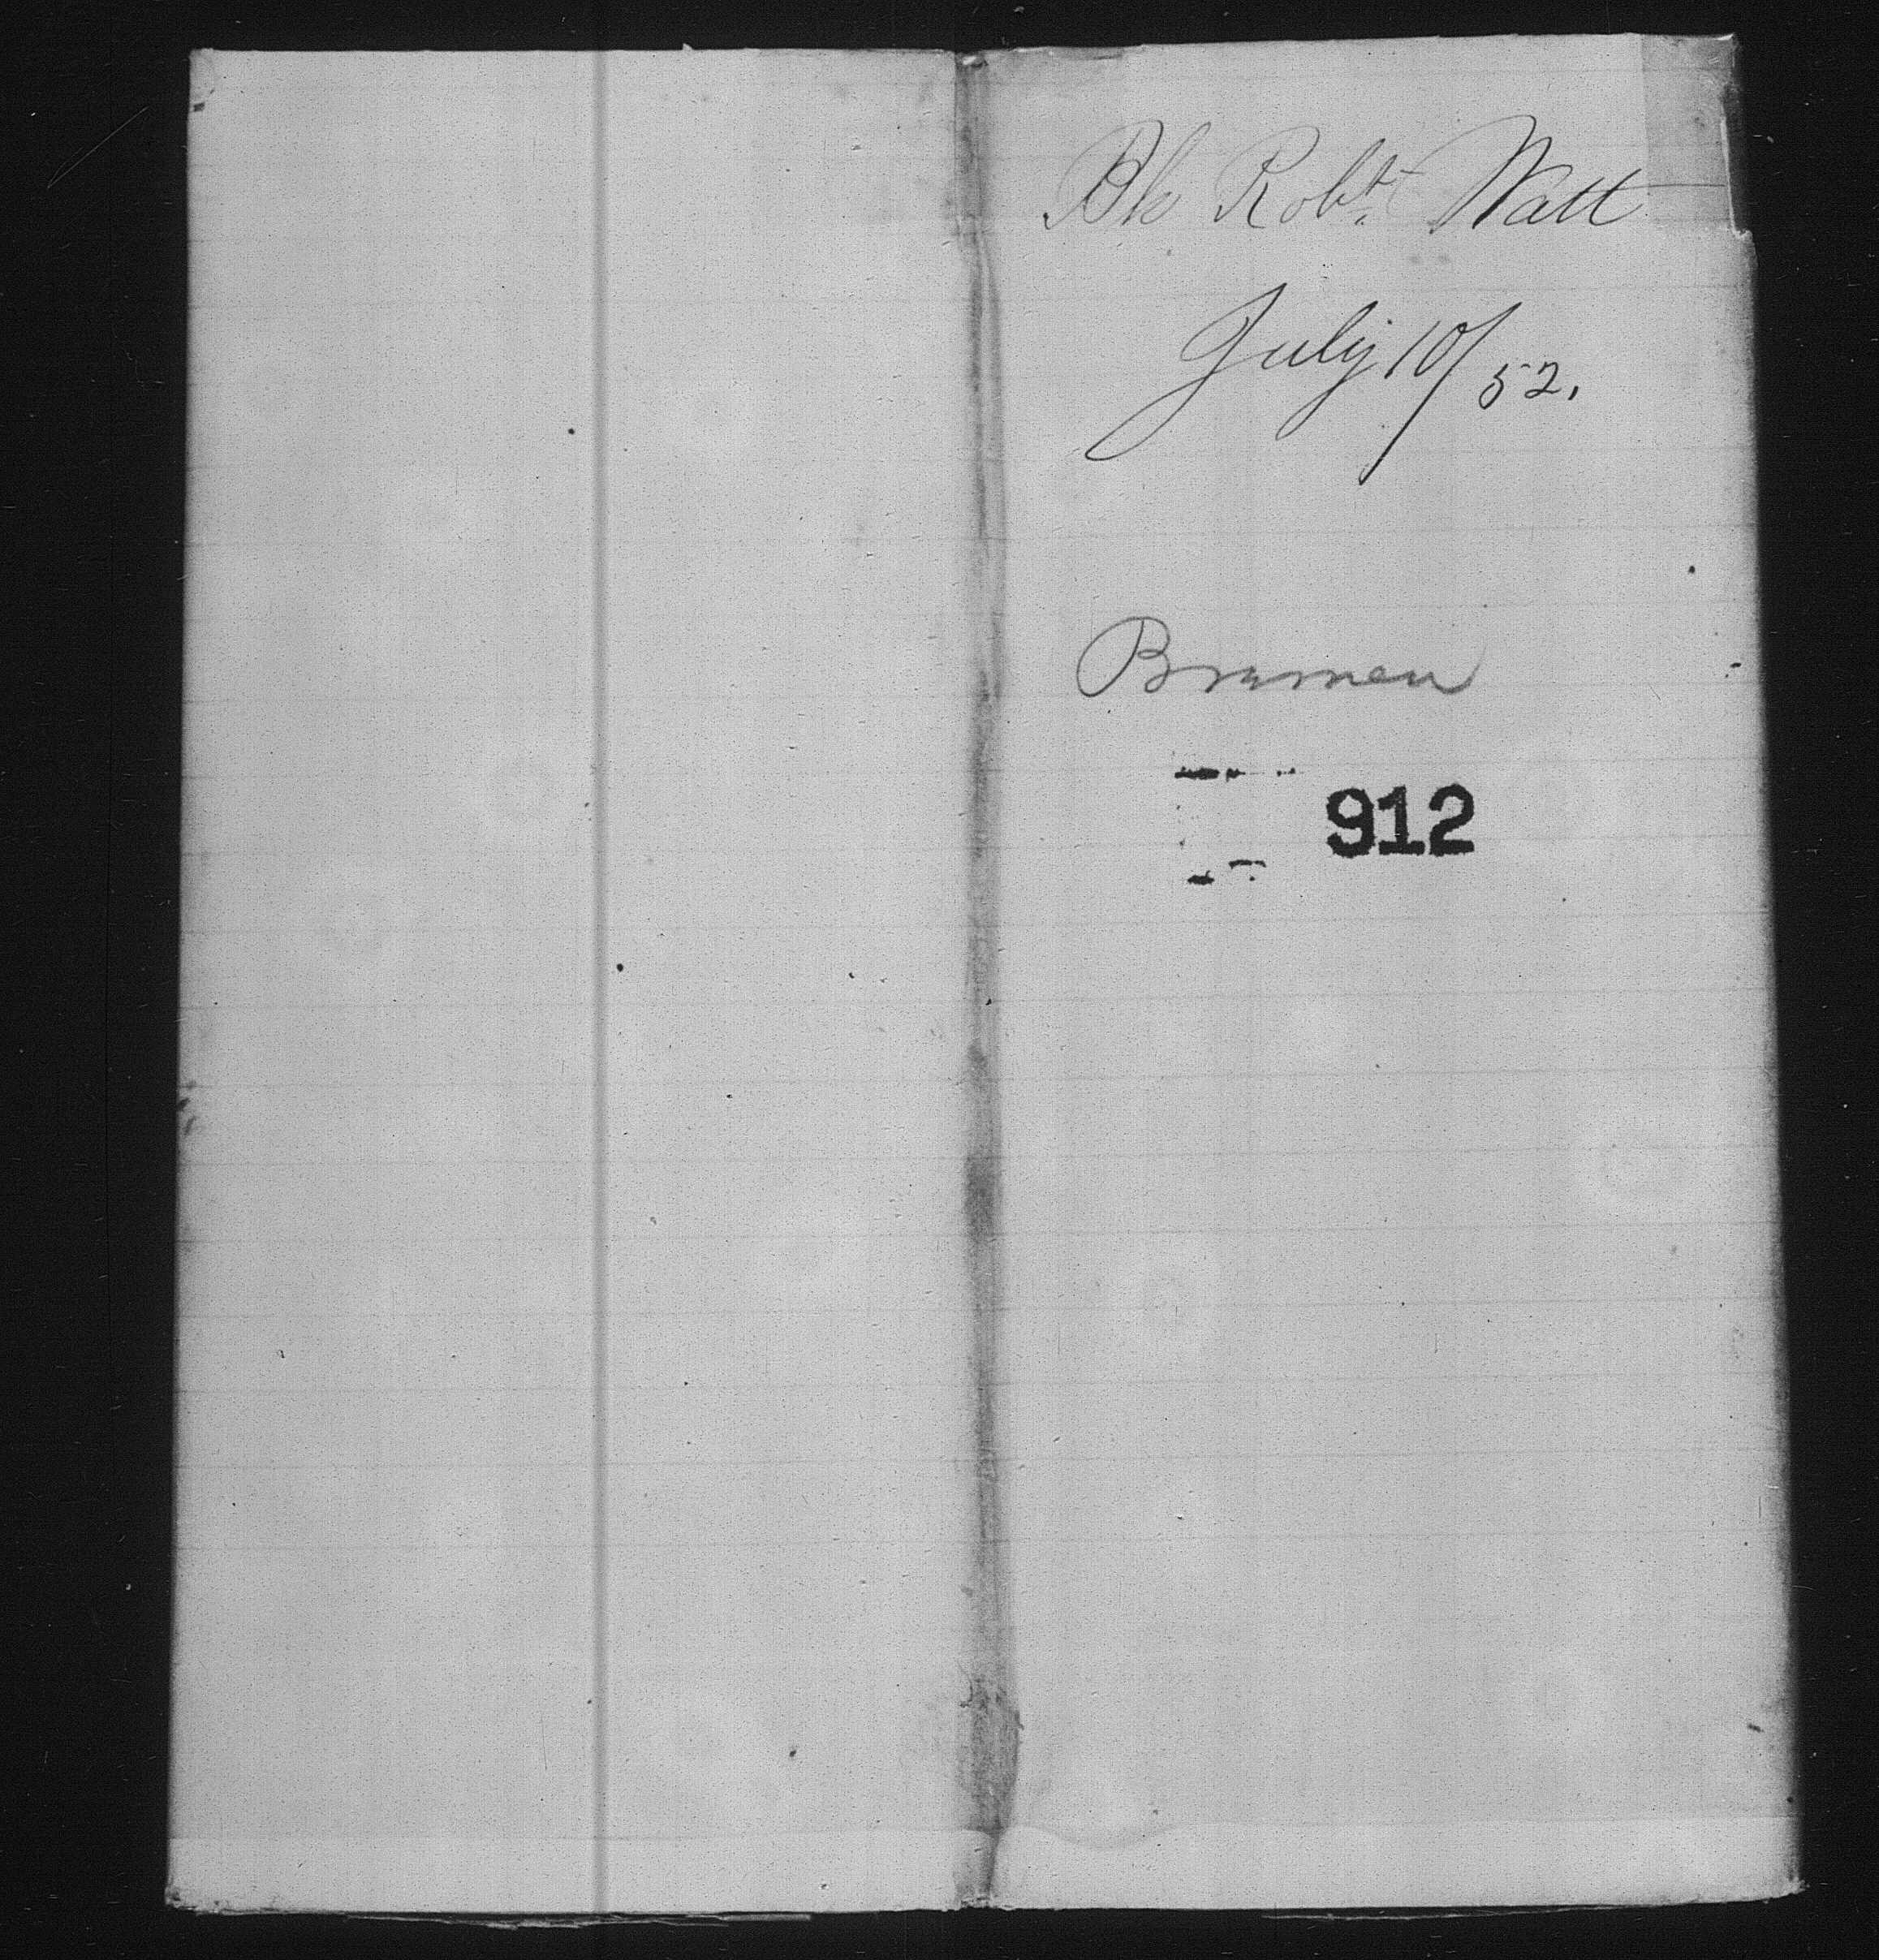 Bk Robt. Watt
July 10/52.
Bremen
912